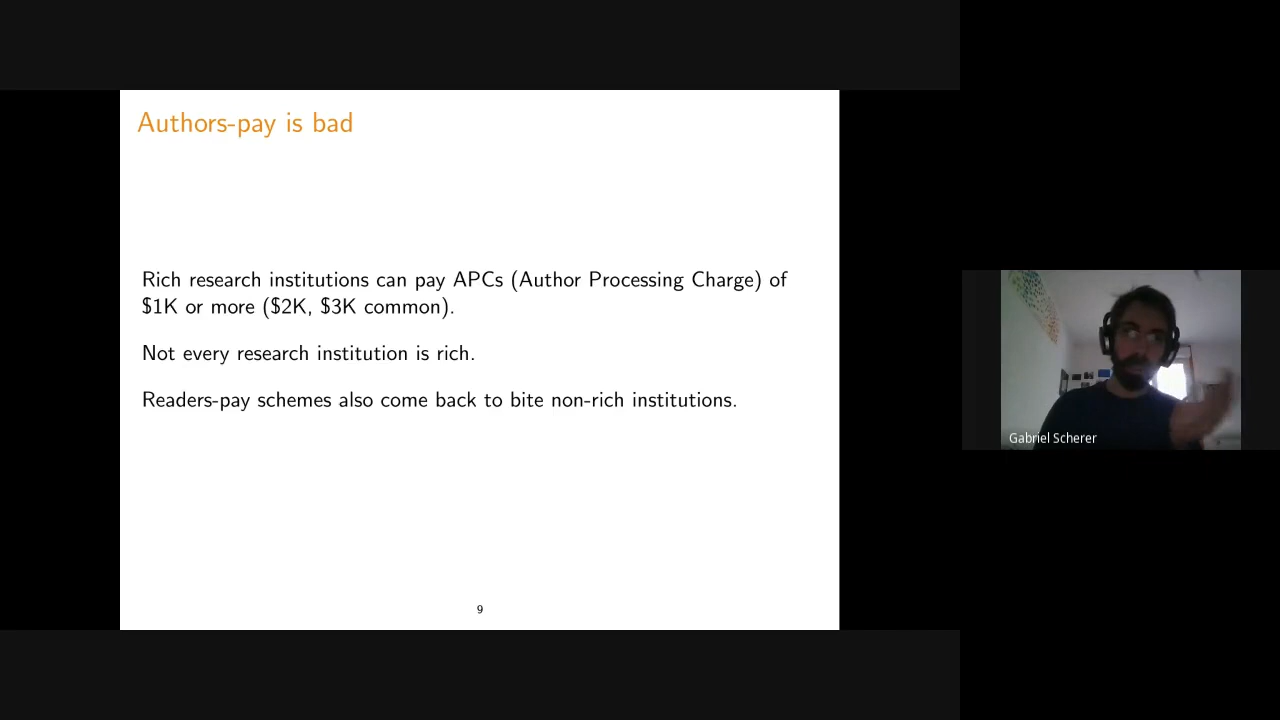 Authors-pay is bad
Rich research institutions can pay APCs (Author Processing Charge) of
$1K or more ($2K, $3K common).
Not every research institution is rich.
Readers-pay schemes also come back to bite non-rich institutions.
9
Gabriel Scherer